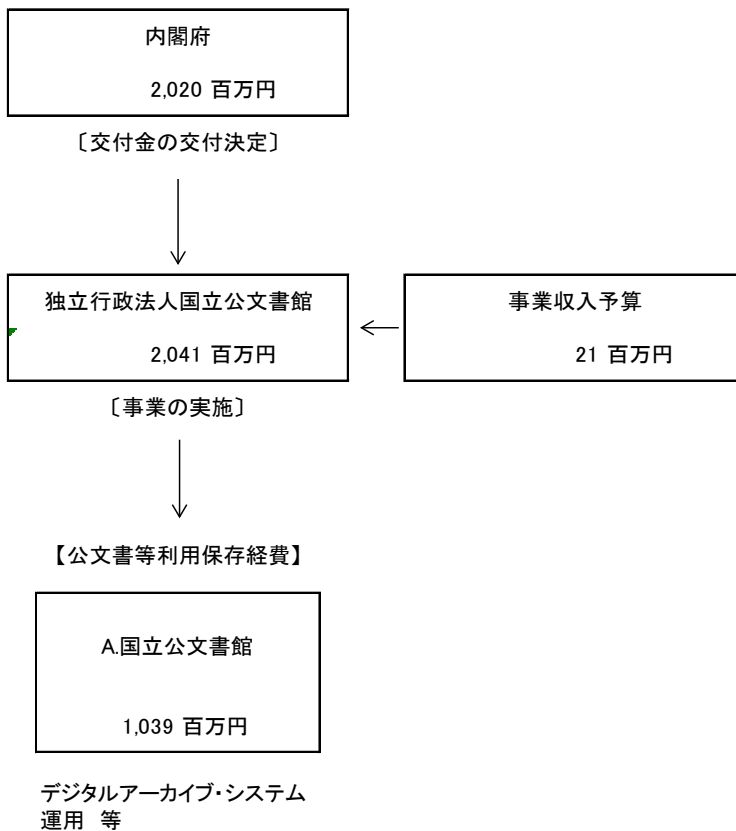 内閣府
2,020 百万円
〔交付金の交付決定〕
独立行政法人国立公文書館
2,041 百万円
事業収入予算
21 百万円
〔事業の実施〕
【公文書等利用保存経費】
A.国立公文書館
1,039 百万円
デジタルアーカイブ・システム
運用　等